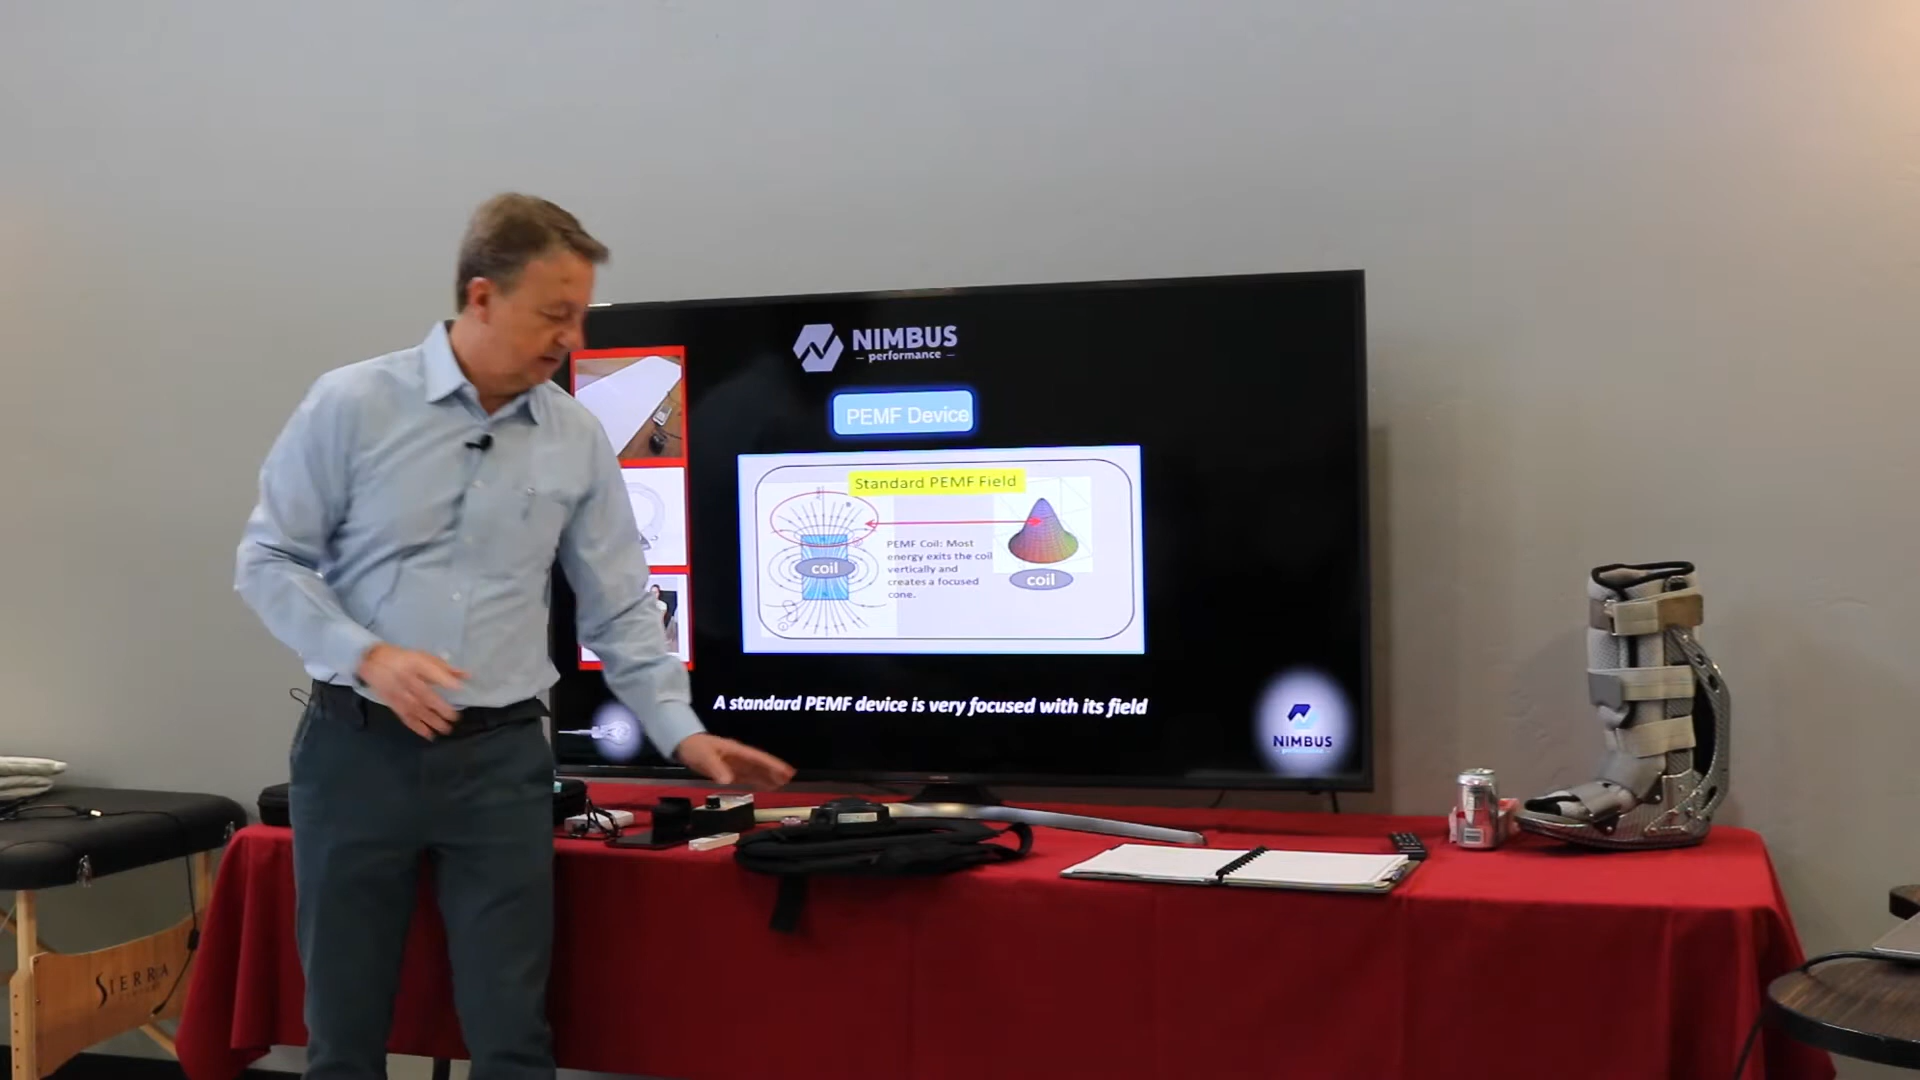 NIMBUS
performance
PEMF Device
Standard PEMF Field
coil
PEMF Coil: Most
energy exits the coil
vertically and
creates a focused
cone.
coil
A standard PEMF device is very focused with its field
NIMBUS
SIERRA